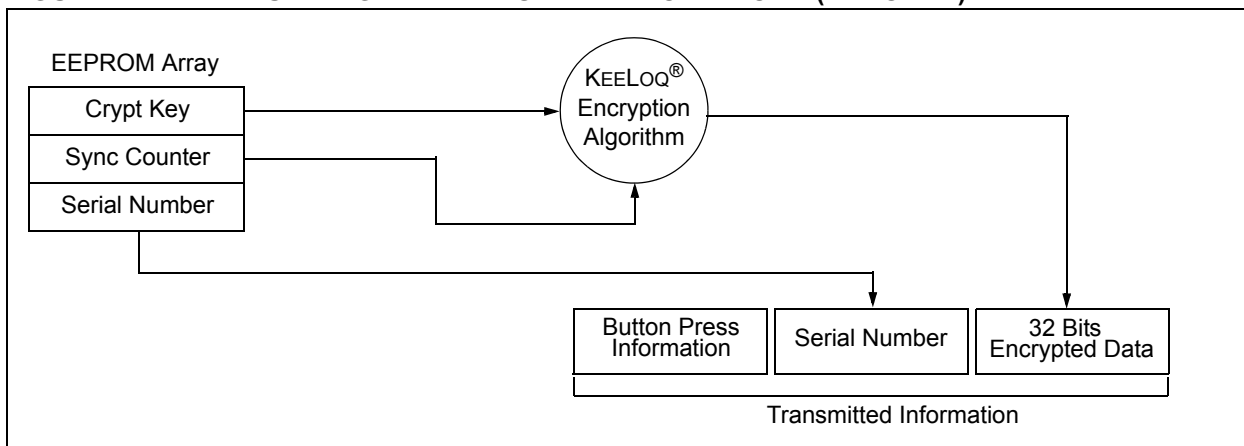 EEPROM Array
Crypt Key
Sync Counter
Serial Number
KEELOQ®
Encryption
Algorithm
Button Press
Information
Serial Number
32 Bits
Encrypted Data
Transmitted Information